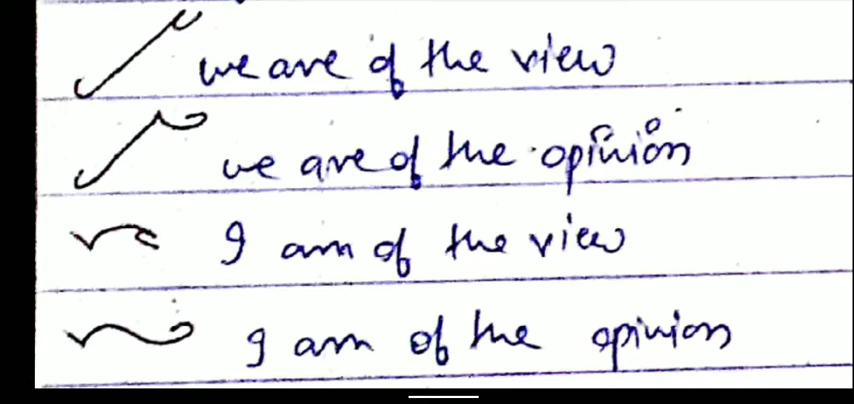 we are of the view
we are of the opinion
I am of the view
I am of the opinion